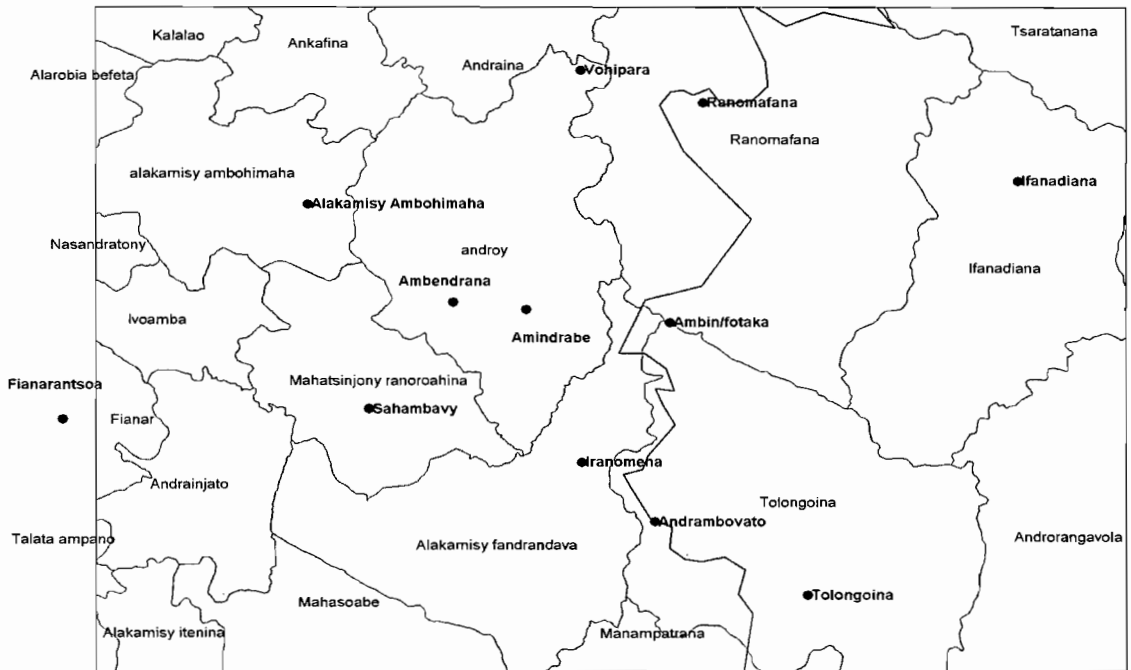 Kalalao
Ankafina
Tsaratanana
Alarobia befeta
Andraina
Vohipara
Ranomafana
Ranomafana
alakamisy ambohimaha
Ifanadiana
Alakamisy Ambohimaha
Nasandratony
androy
Ifanadiana
Ambendrana
Ivoamba
Ambin/fotaka
Amindrabe
Fianarantsoa
Mahatsinjony ranoroahina
Fianar
Sahambavy
Iranomena
Andrainjato
Tolongoina
Talata ampano
Alakamisy fandrandava
Andrambovato
Androrangavola
Mahasoabe
Tolongoina
Alakamisy itenina
Manampatrana